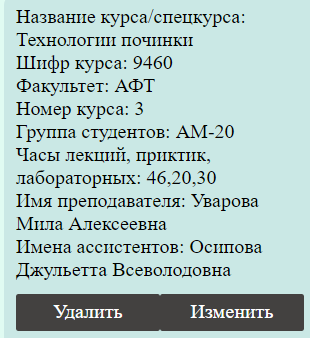 Название курса/спецкурса:
Технологии починки
Шифр курса: 9460
Факультет: АФТ
Номер курса: 3
Группа студентов: АМ-20
Часы лекций, приктик,
лабораторных: 46,20,30
Имя преподавателя: Уварова
Мила Алексеевна
Имена ассистентов: Осипова
Джульетта Всеволодовна
Удалить Изменить